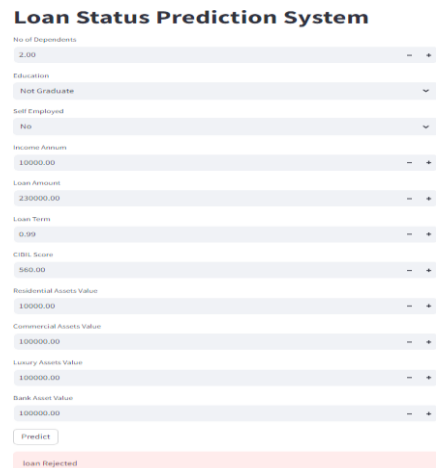 Loan Status Prediction System
No of Dependents
2.00
Education
Not Graduate
Self Employed
No
Income Annum
10000.00
Loan Amount
230000.00
Loan Term
0.99
CIBIL Score
560.00
Residential Assets Value
10000.00
Commercial Assets Value
100000.00
Luxury Assets Value
100000.00
Bank Asset Value
100000.00
Predict
loan Rejected